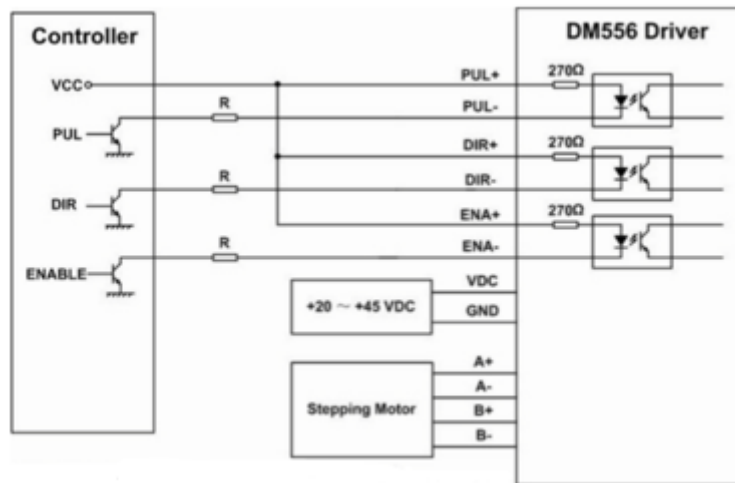 Controller
DM556 Driver
VCC
PUL+
270Ω
R
PUL-
PUL
DIR+
270Ω
R
DIR-
DIR
ENA+
270Ω
R
ENA-
ENABLE
VDC
+20 ～ +45 VDC
GND
A+
A-
Stepping Motor
B+
B-